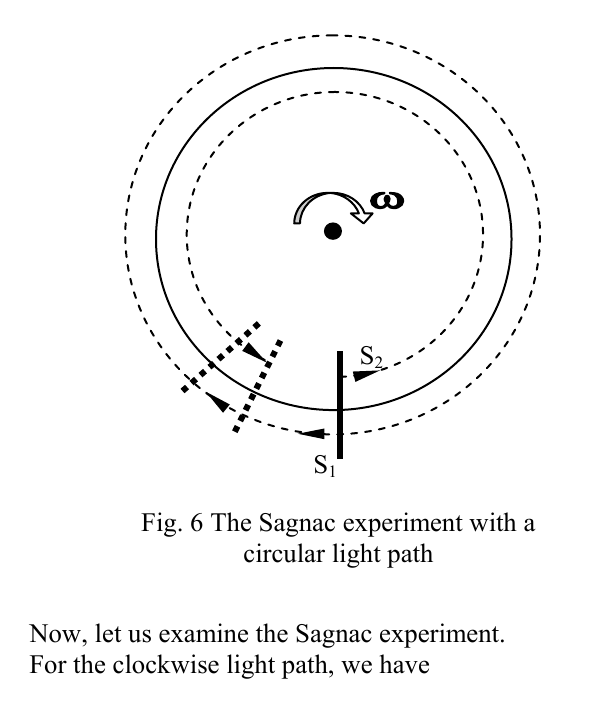 ω
S₂
S₁
Fig. 6 The Sagnac experiment with a
circular light path
Now, let us examine the Sagnac experiment.
For the clockwise light path, we have